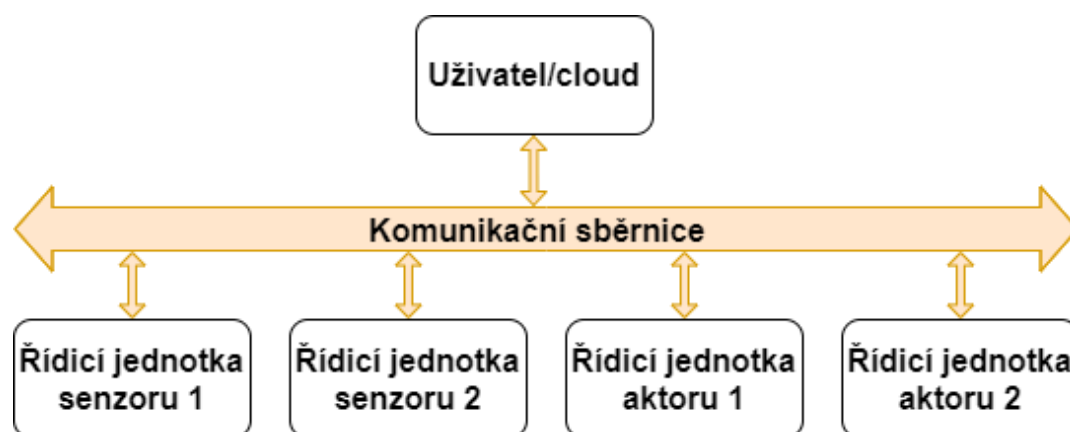 Uživatel/cloud
Komunikační sběrnice
Řídicí jednotka
senzoru 1
Řídicí jednotka
senzoru 2
Řídicí jednotka
aktoru 1
Řídicí jednotka
aktoru 2